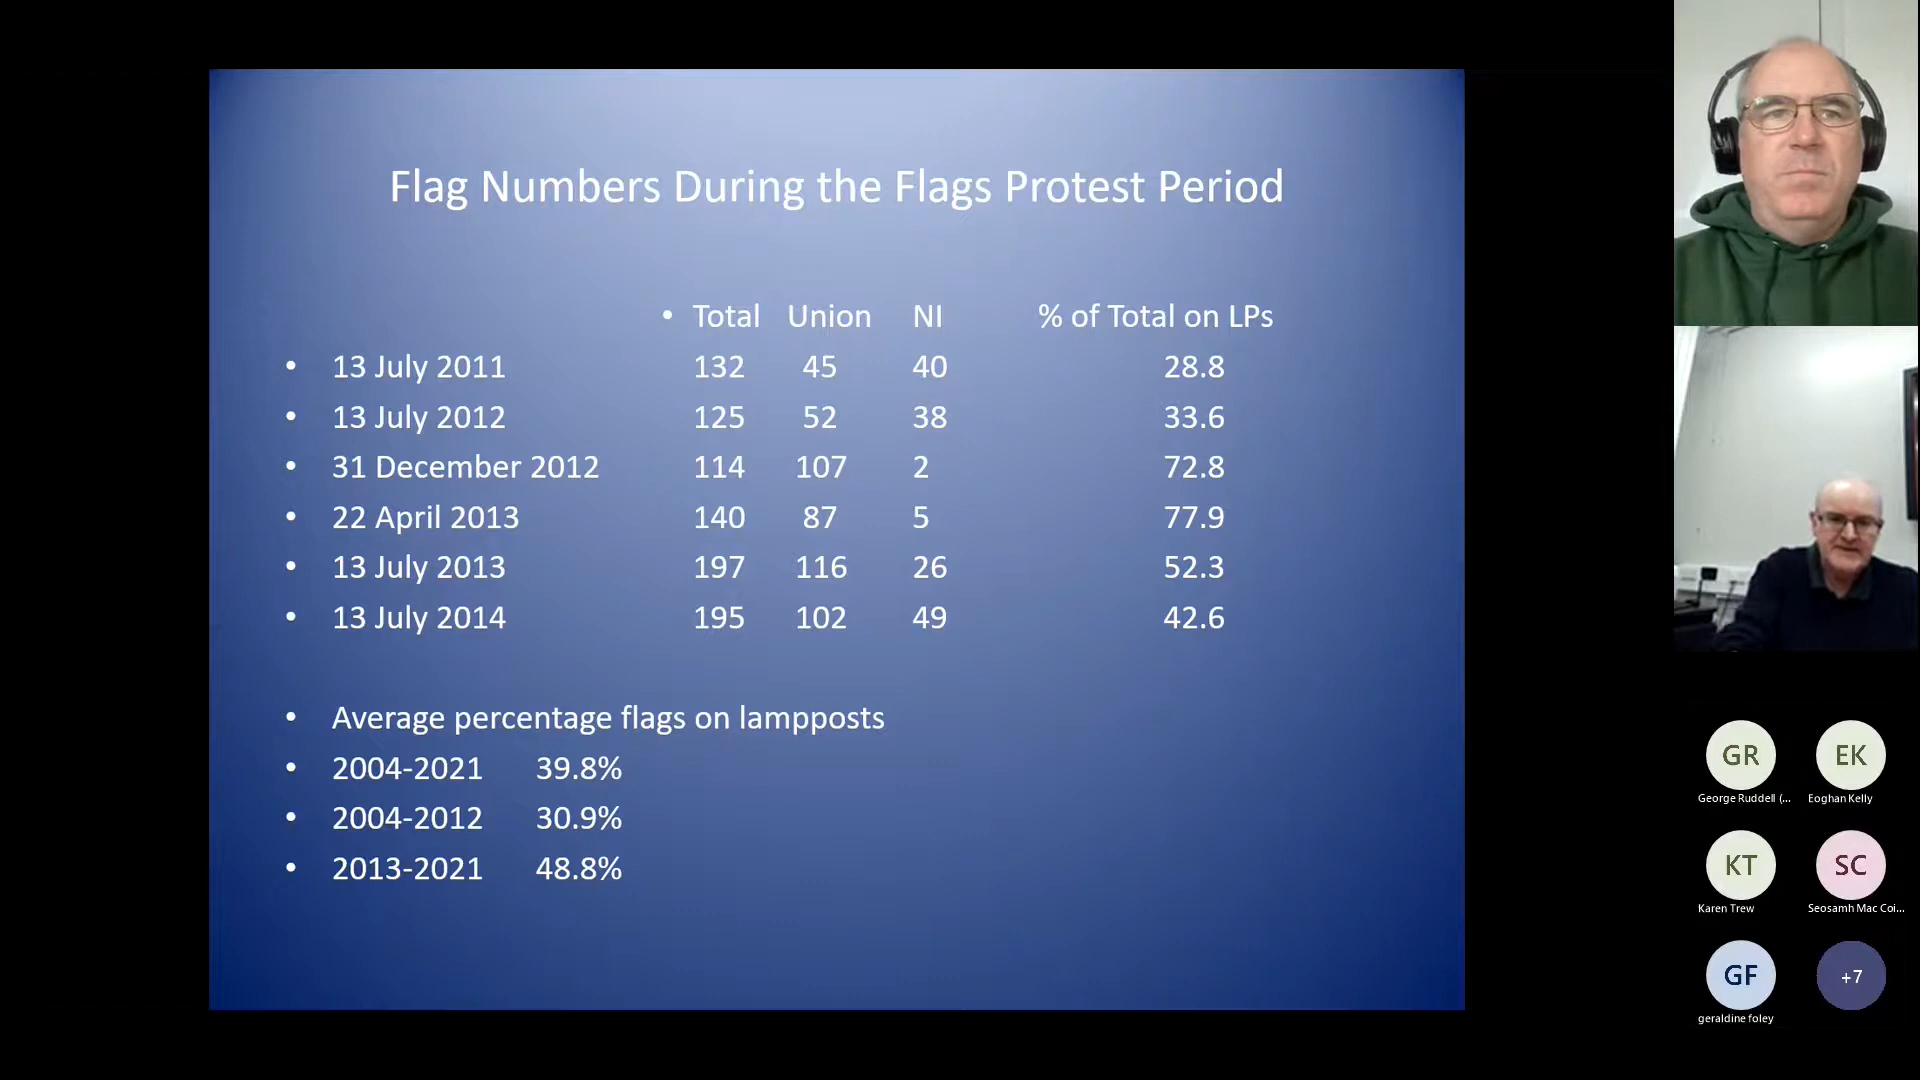 Flag Numbers During the Flags Protest Period
• Total Union NI % of Total on LPs
• 13 July 2011 132 45 40 28.8
• 13 July 2012 125 52 38 33.6
• 31 December 2012 114 107 2 72.8
• 22 April 2013 140 87 5 77.9
• 13 July 2013 197 116 26 52.3
• 13 July 2014 195 102 49 42.6
• Average percentage flags on lampposts
• 2004-2021 39.8%
• 2004-2012 30.9%
• 2013-2021 48.8%
GR EK
George Ruddell (... Eoghan Kelly
KT SC
Karen Trew Seosamh Mac Coi...
GF +7
geraldine foley